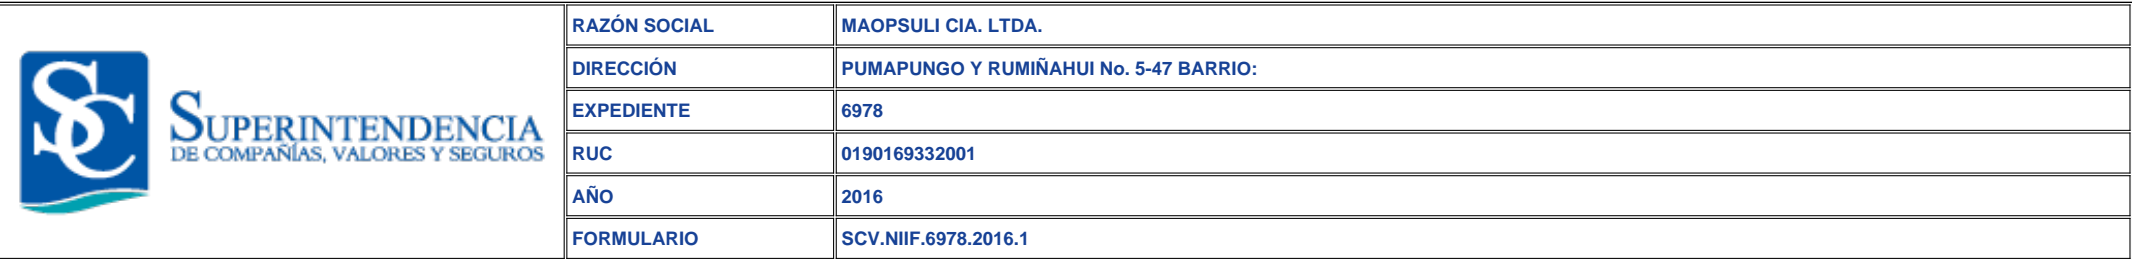 SC
SUPERINTENDENCIA
DE COMPAÑÍAS, VALORES Y SEGUROS
RAZÓN SOCIAL MAOPSULI CIA. LTDA.
DIRECCIÓN PUMAPUNGO Y RUMIÑAHUI No. 5-47 BARRIO:
EXPEDIENTE 6978
RUC 0190169332001
AÑO 2016
FORMULARIO SCV.NIIF.6978.2016.1